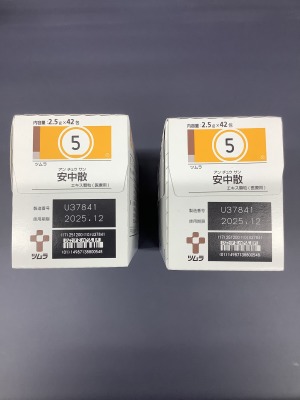 内容量:2.5g×42包
5
ツムラ
アンチュウサン
安中散
エキス顆粒(医療用)
製造番号 U37841
使用期限 2025.12
ツムラ
内容量:2.5g×42包
5
ツムラ
アンチュウサン
安中散
エキス顆粒(医療用)
製造番号 U37841
使用期限 2025.12
ツムラ